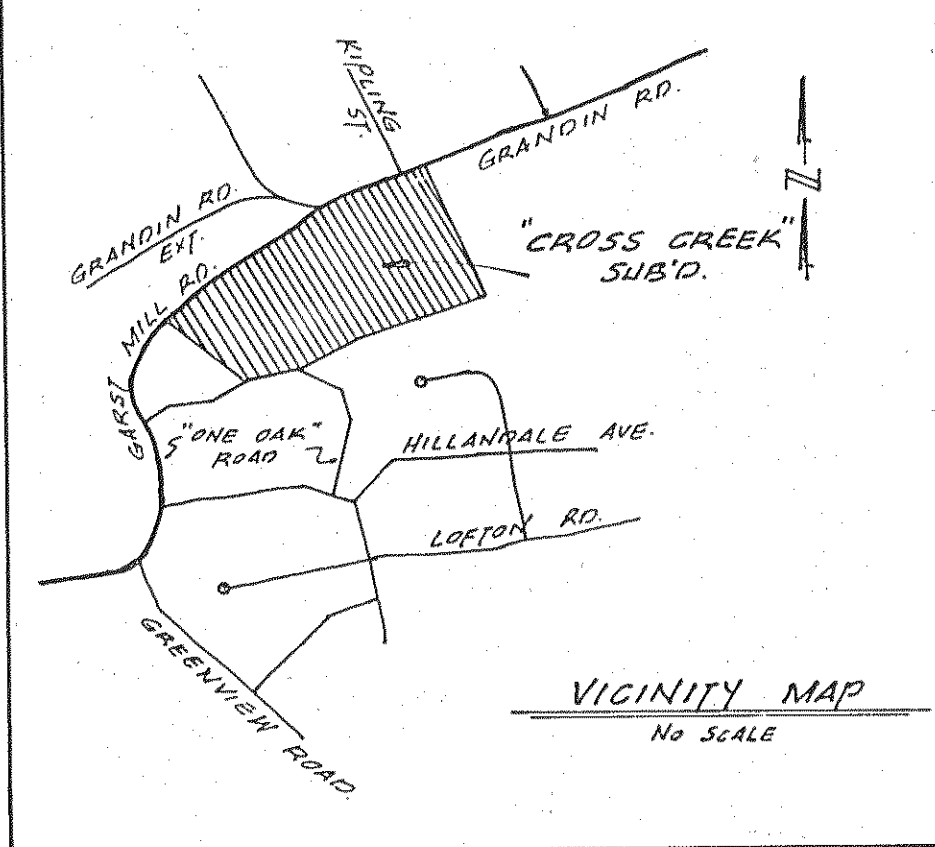 KIPLING
ST.
GRANDIN RD.
GRANDIN RD.
EXT.
N
"CROSS CREEK"
SUB'D.
GARST MILL RD.
"ONE OAK"
ROAD
HILLANDALE AVE.
LOFTON RD.
GREENVIEW ROAD.
VICINITY MAP
NO SCALE